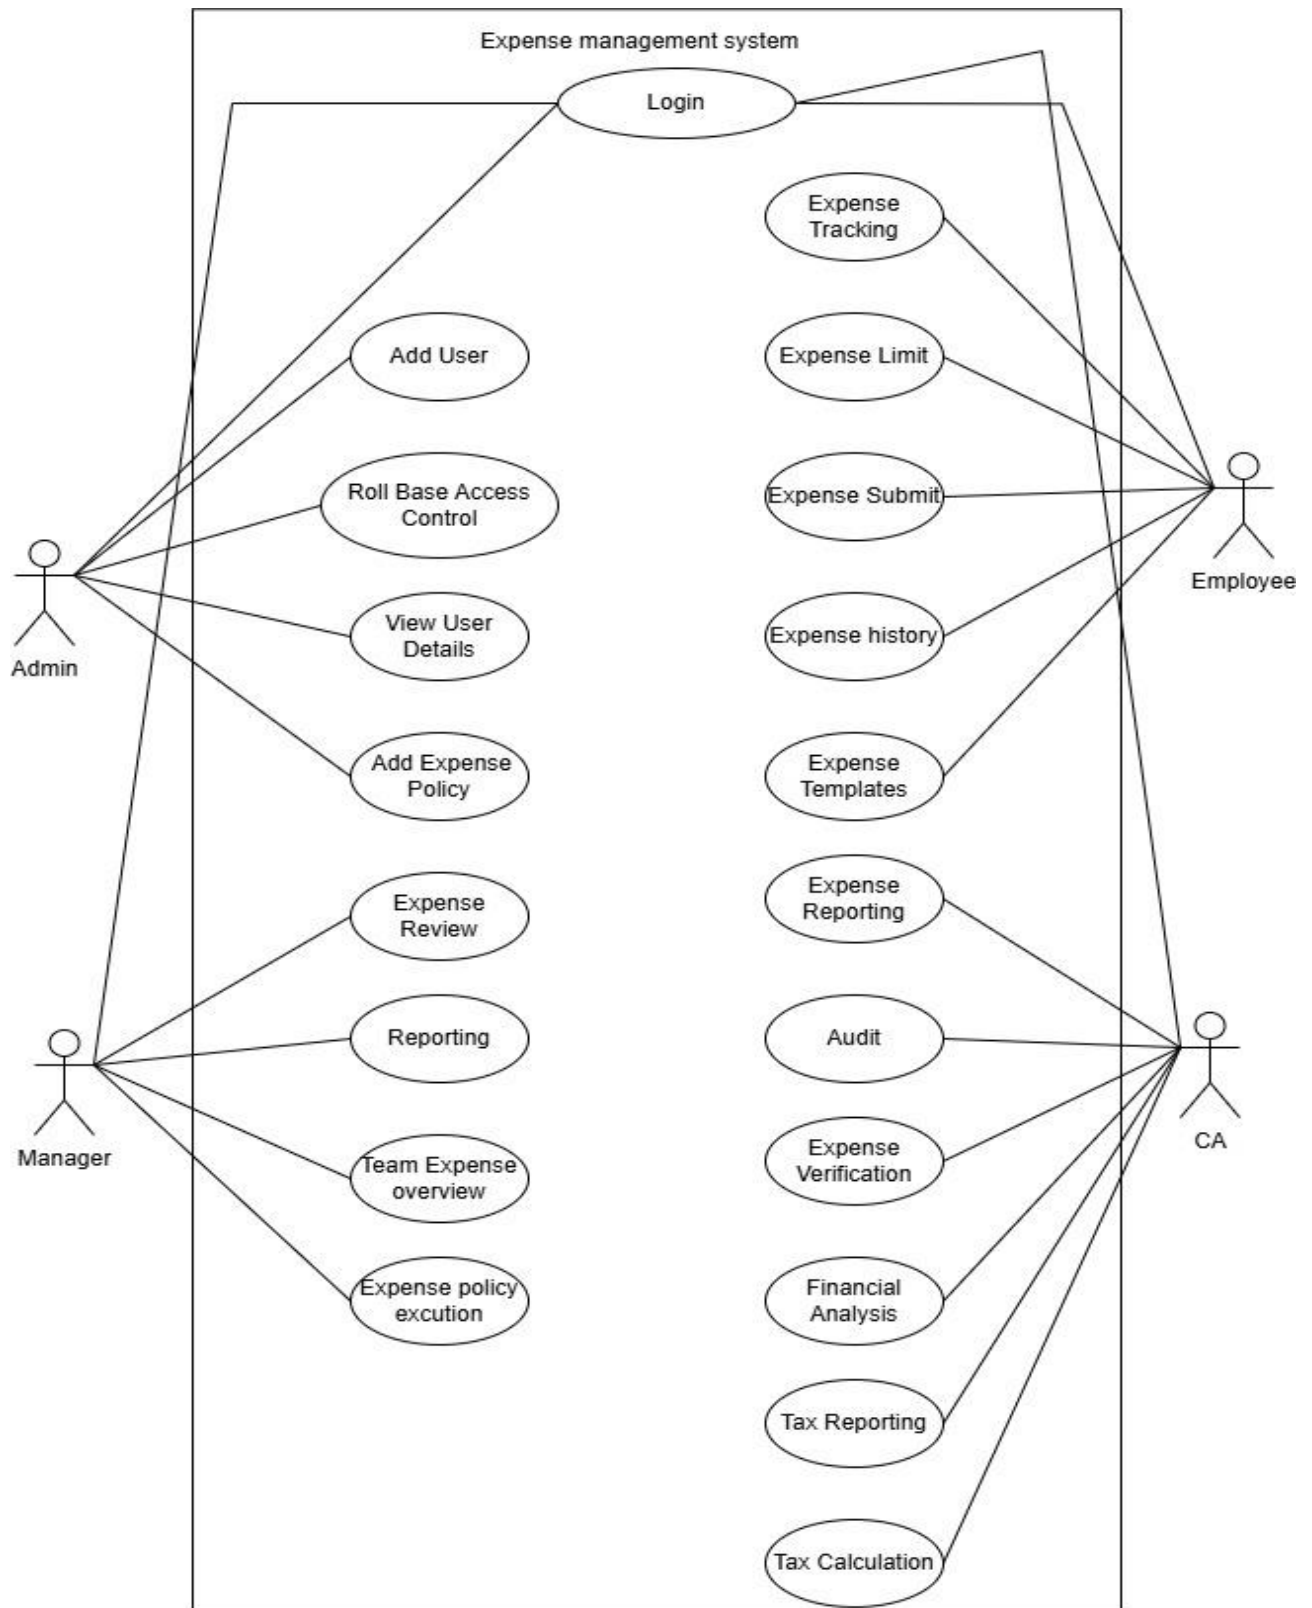 Expense management system
Login
Expense
Tracking
Add User
Expense Limit
Roll Base Access
Control
Expense Submit
Employee
Admin
View User
Details
Expense history
Add Expense
Policy
Expense
Templates
Expense
Review
Expense
Reporting
Reporting
Audit
Manager
CA
Team Expense
overview
Expense
Verification
Expense policy
excution
Financial
Analysis
Tax Reporting
Tax Calculation